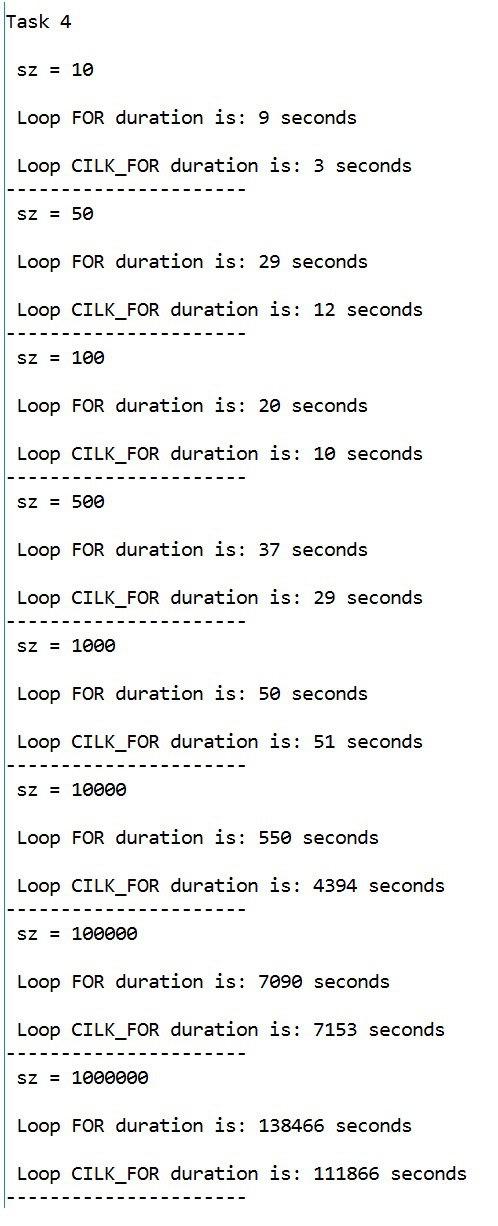 Task 4
sz = 10
Loop FOR duration is: 9 seconds
Loop CILK_FOR duration is: 3 seconds
----------------------
sz = 50
Loop FOR duration is: 29 seconds
Loop CILK_FOR duration is: 12 seconds
----------------------
sz = 100
Loop FOR duration is: 20 seconds
Loop CILK_FOR duration is: 10 seconds
----------------------
sz = 500
Loop FOR duration is: 37 seconds
Loop CILK_FOR duration is: 29 seconds
----------------------
sz = 1000
Loop FOR duration is: 50 seconds
Loop CILK_FOR duration is: 51 seconds
----------------------
sz = 10000
Loop FOR duration is: 550 seconds
Loop CILK_FOR duration is: 4394 seconds
----------------------
sz = 100000
Loop FOR duration is: 7090 seconds
Loop CILK_FOR duration is: 7153 seconds
----------------------
sz = 1000000
Loop FOR duration is: 138466 seconds
Loop CILK_FOR duration is: 111866 seconds
----------------------